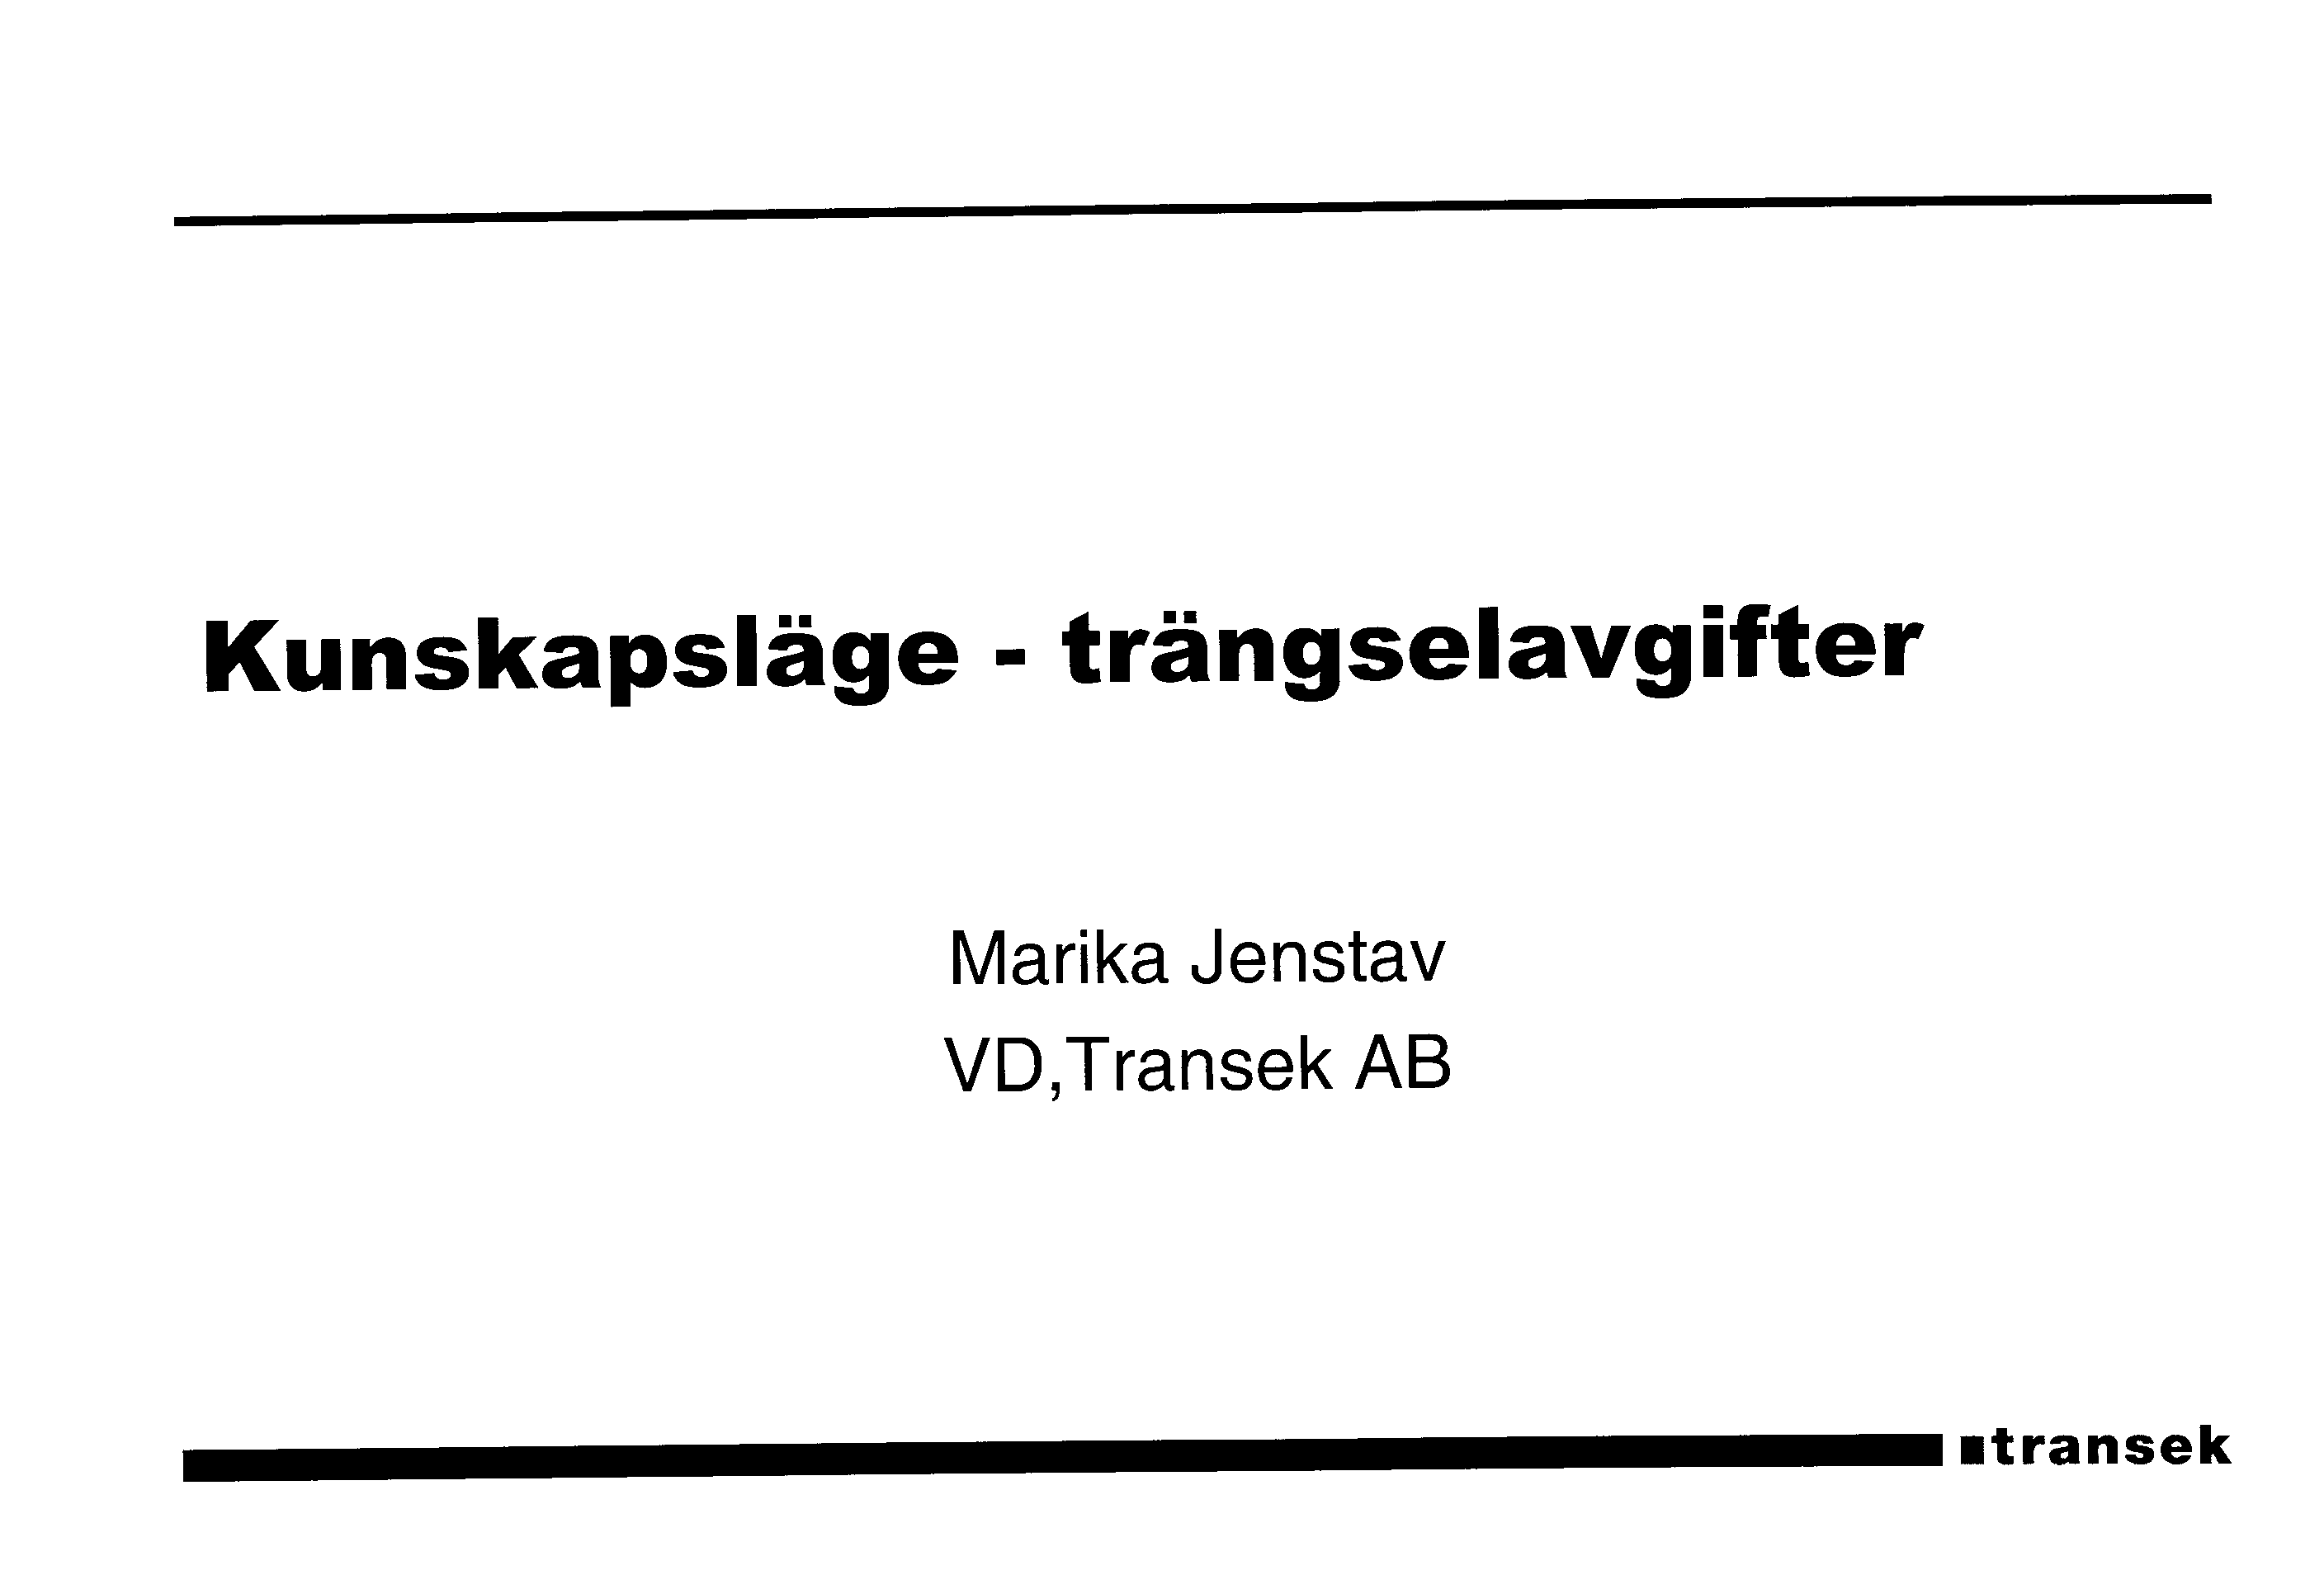 Kunskapsläge - trängselavgifter
Marika Jenstav
VD,Transek AB
transek